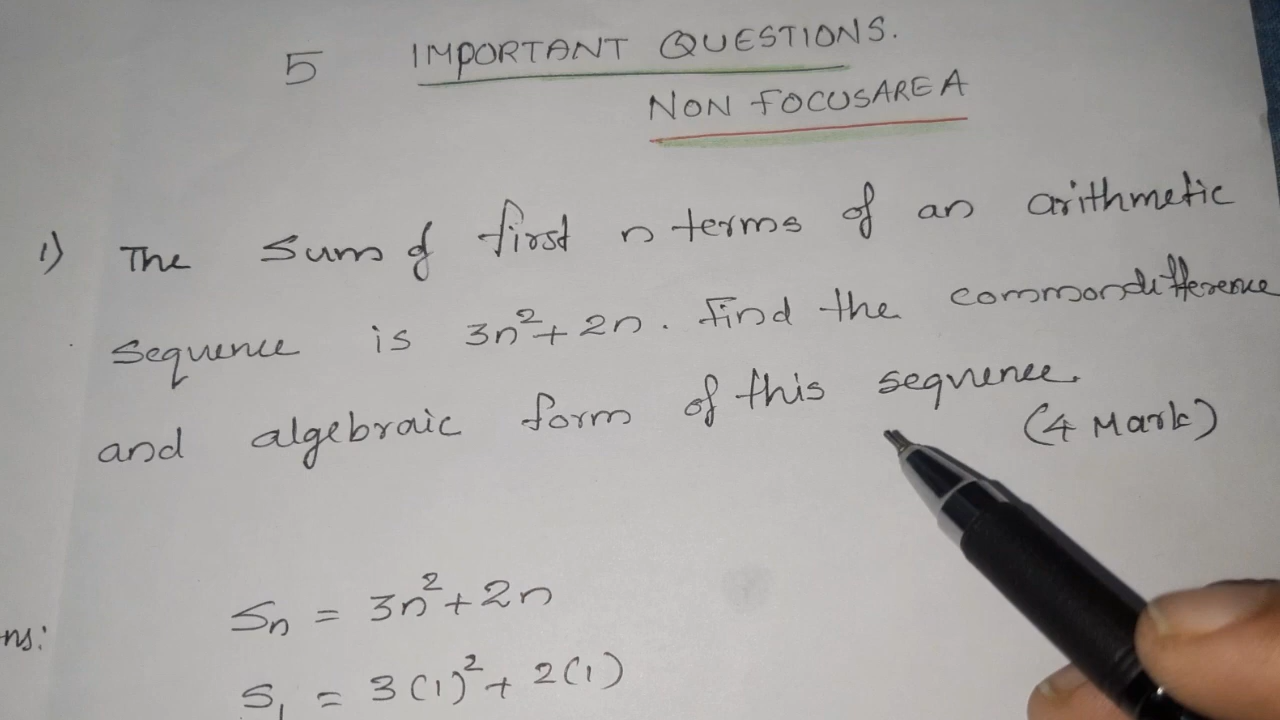 5 IMPORTANT QUESTIONS.
NON FOCUSAREA
1) The sum of first n terms of an arithmetic
sequence is 3n²+2n. Find the commondifference
and algebraic form of this sequence.
(4 Mark)
ns: Sₙ = 3n²+2n
S₁ = 3(1)²+ 2(1)